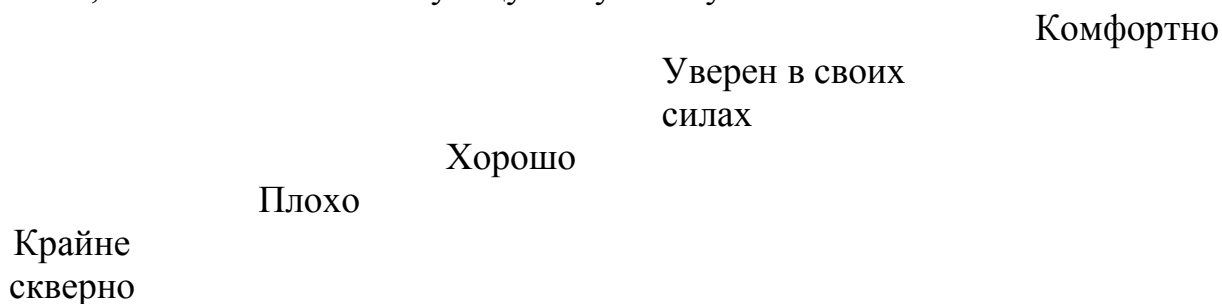 Комфортно
Уверен в своих
силах
Хорошо
Плохо
Крайне
скверно